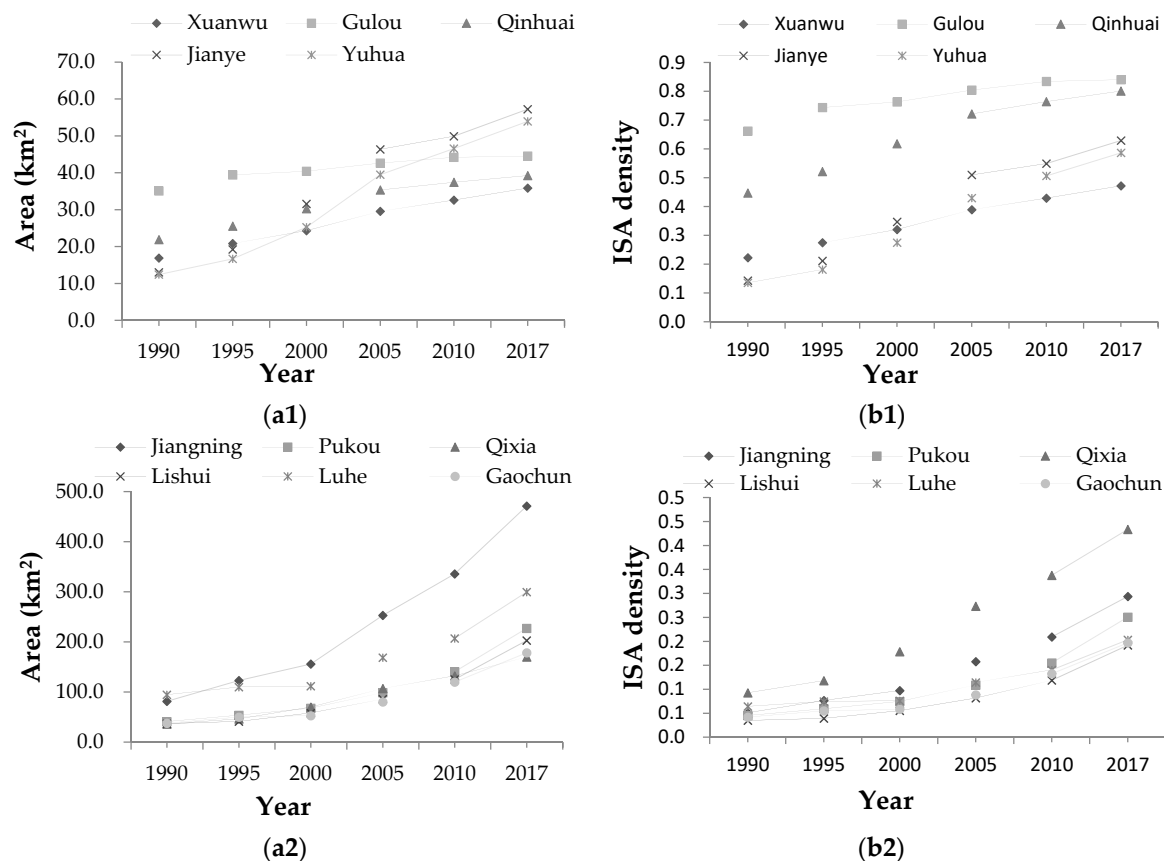 Xuanwu Gulou Qinhuai
Jianye Yuhua
70.0
60.0
50.0
40.0
30.0
20.0
10.0
0.0
Area (km²)
1990 1995 2000 2005 2010 2017
Year
(a1)
Xuanwu Gulou Qinhuai
Jianye Yuhua
0.9
0.8
0.7
0.6
0.5
0.4
0.3
0.2
0.1
0.0
ISA density
1990 1995 2000 2005 2010 2017
Year
(b1)
Jiangning Pukou Qixia
Lishui Luhe Gaochun
500.0
400.0
300.0
200.0
100.0
0.0
Area (km²)
1990 1995 2000 2005 2010 2017
Year
(a2)
Jiangning Pukou Qixia
Lishui Luhe Gaochun
0.5
0.5
0.4
0.4
0.3
0.3
0.2
0.2
0.1
0.1
0.0
ISA density
1990 1995 2000 2005 2010 2017
Year
(b2)